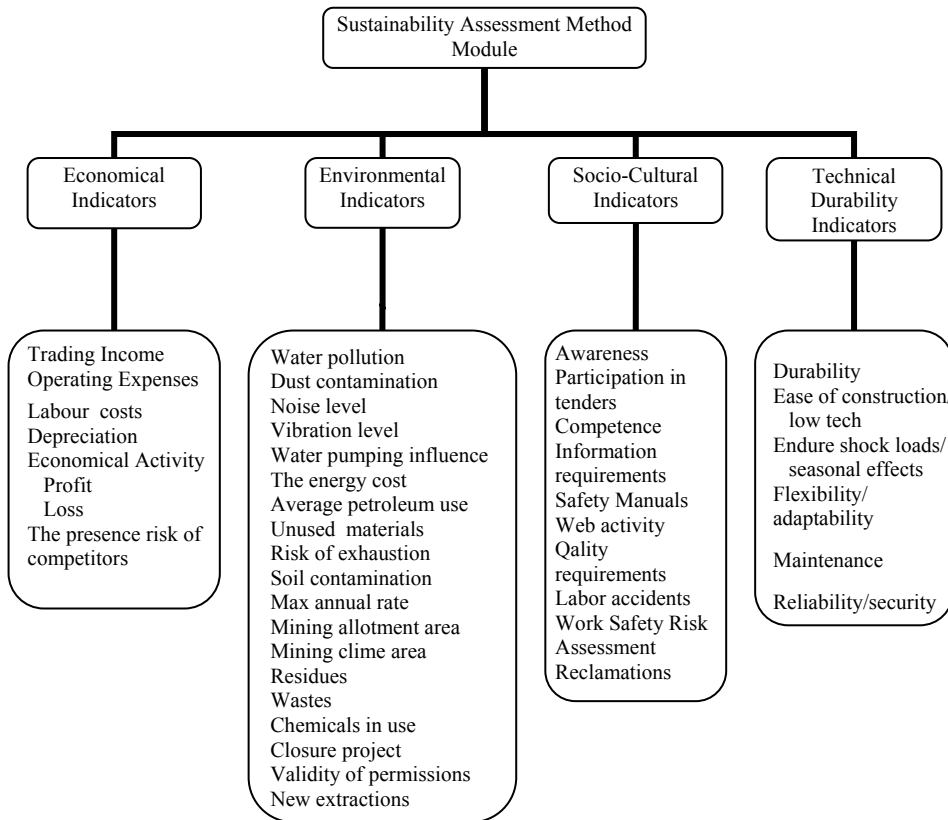 Sustainability Assessment Method
Module
Economical
Indicators
Environmental
Indicators
Socio-Cultural
Indicators
Technical
Durability
Indicators
Trading Income
Operating Expenses
Labour costs
Depreciation
Economical Activity
Profit
Loss
The presence risk of
competitors
Water pollution
Dust contamination
Noise level
Vibration level
Water pumping influence
The energy cost
Average petroleum use
Unused materials
Risk of exhaustion
Soil contamination
Max annual rate
Mining allotment area
Mining clime area
Residues
Wastes
Chemicals in use
Closure project
Validity of permissions
New extractions
Awareness
Participation in
tenders
Competence
Information
requirements
Safety Manuals
Web activity
Qality
requirements
Labor accidents
Work Safety Risk
Assessment
Reclamations
Durability
Ease of construction/
low tech
Endure shock loads/
seasonal effects
Flexibility/
adaptability
Maintenance
Reliability/security